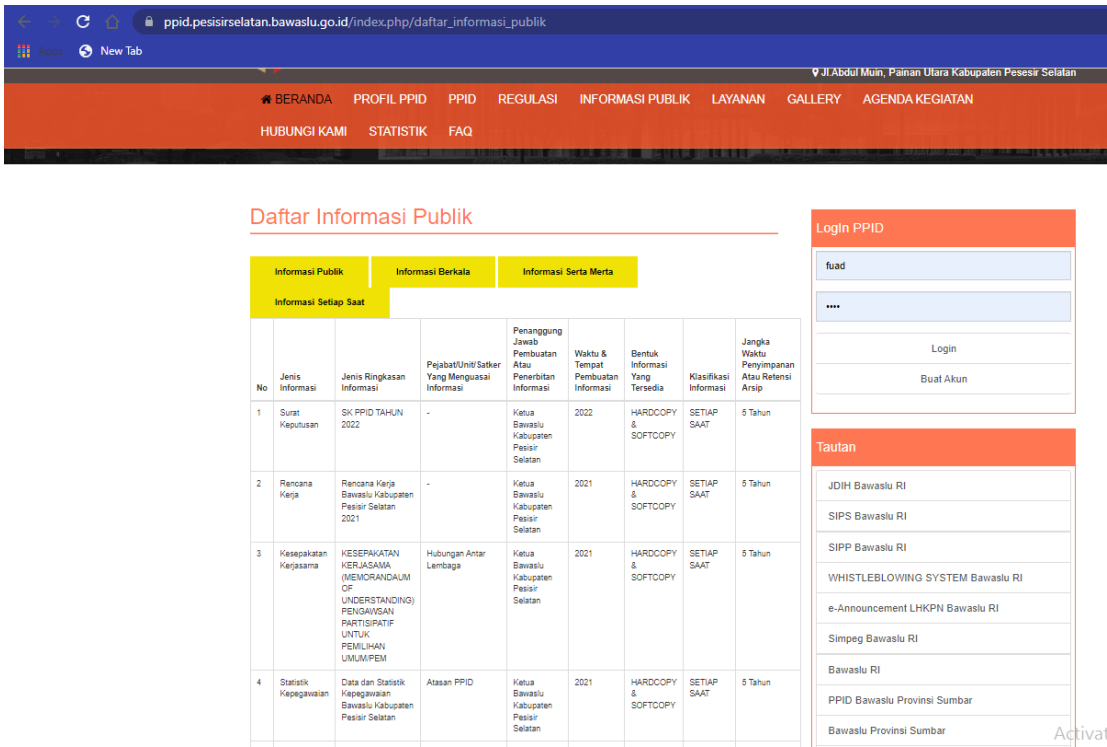 ppid.pesisirselatan.bawaslu.go.id/index.php/daftar_informasi_publik
Apps
New Tab
Jl.Abdul Muin, Painan Utara Kabupaten Pesesir Selatan
BERANDA PROFIL PPID PPID REGULASI INFORMASI PUBLIK LAYANAN GALLERY AGENDA KEGIATAN
HUBUNGI KAMI STATISTIK FAQ
Daftar Informasi Publik
Informasi Publik Informasi Berkala Informasi Serta Merta
Informasi Setiap Saat
No
Jenis
Informasi
Jenis Ringkasan
Informasi
Pejabat/Unit/Satker
Yang Menguasai
Informasi
Penanggung
Jawab
Pembuatan
Atau
Penerbitan
Informasi
Waktu &
Tempat
Pembuatan
Informasi
Bentuk
Informasi
Yang
Tersedia
Klasifikasi
Informasi
Jangka
Waktu
Penyimpanan
Atau Retensi
Arsip
1
Surat
Keputusan
SK PPID TAHUN
2022
-
Ketua
Bawaslu
Kabupaten
Pesisir
Selatan
2022
HARDCOPY
&
SOFTCOPY
SETIAP
SAAT
5 Tahun
2
Rencana
Kerja
Rencana Kerja
Bawaslu Kabupaten
Pesisir Selatan
2021
-
Ketua
Bawaslu
Kabupaten
Pesisir
Selatan
2021
HARDCOPY
&
SOFTCOPY
SETIAP
SAAT
5 Tahun
3
Kesepakatan
Kerjasama
KESEPAKATAN
KERJASAMA
(MEMORANDAUM
OF
UNDERSTANDING)
PENGAWSAN
PARTISIPATIF
UNTUK
PEMILIHAN
UMUM/PEM
Hubungan Antar
Lembaga
Ketua
Bawaslu
Kabupaten
Pesisir
Selatan
2021
HARDCOPY
&
SOFTCOPY
SETIAP
SAAT
5 Tahun
4
Statistik
Kepegawaian
Data dan Statistik
Kepegawaian
Bawaslu Kabupaten
Pesisir Selatan
Atasan PPID
Ketua
Bawaslu
Kabupaten
Pesisir
Selatan
2021
HARDCOPY
&
SOFTCOPY
SETIAP
SAAT
5 Tahun
Login PPID
fuad
••••
Login
Buat Akun
Tautan
JDIH Bawaslu RI
SIPS Bawaslu RI
SIPP Bawaslu RI
WHISTLEBLOWING SYSTEM Bawaslu RI
e-Announcement LHKPN Bawaslu RI
Simpeg Bawaslu RI
Bawaslu RI
PPID Bawaslu Provinsi Sumbar
Bawaslu Provinsi Sumbar
Activat